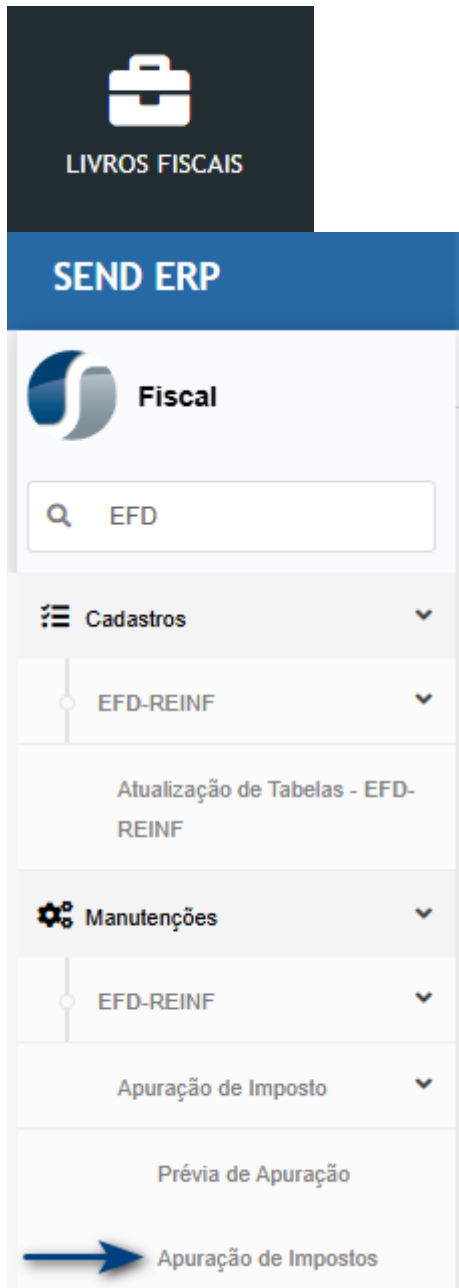 LIVROS FISCAIS
SEND ERP
Fiscal
EFD
Cadastros
EFD-REINF
Atualização de Tabelas - EFD-
REINF
Manutenções
EFD-REINF
Apuração de Imposto
Prévia de Apuração
Apuração de Impostos